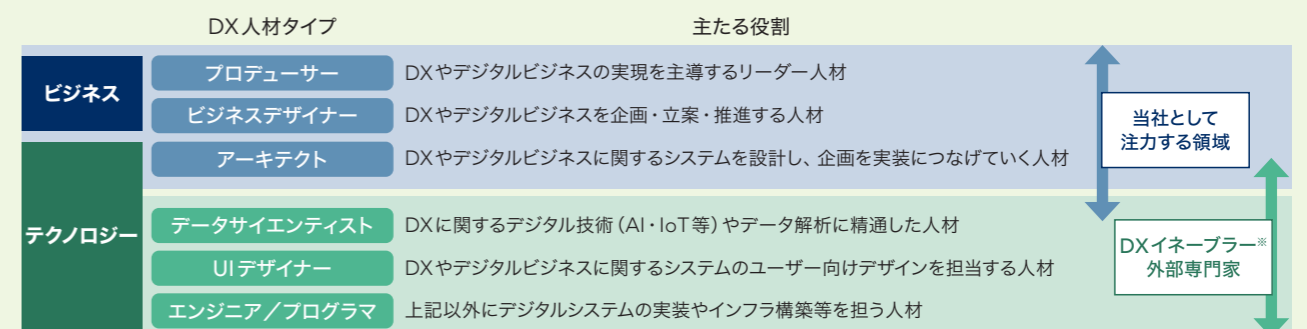 DX人材タイプ 主たる役割
ビジネス
プロデューサー DXやデジタルビジネスの実現を主導するリーダー人材
ビジネスデザイナー DXやデジタルビジネスを企画・立案・推進する人材
当社として
注力する領域
テクノロジー
アーキテクト DXやデジタルビジネスに関するシステムを設計し、企画を実装につなげていく人材
データサイエンティスト DXに関するデジタル技術（AI・IoT等）やデータ解析に精通した人材
UIデザイナー DXやデジタルビジネスに関するシステムのユーザー向けデザインを担当する人材
エンジニア／プログラマ 上記以外にデジタルシステムの実装やインフラ構築等を担う人材
DXイネーブラー※
外部専門家